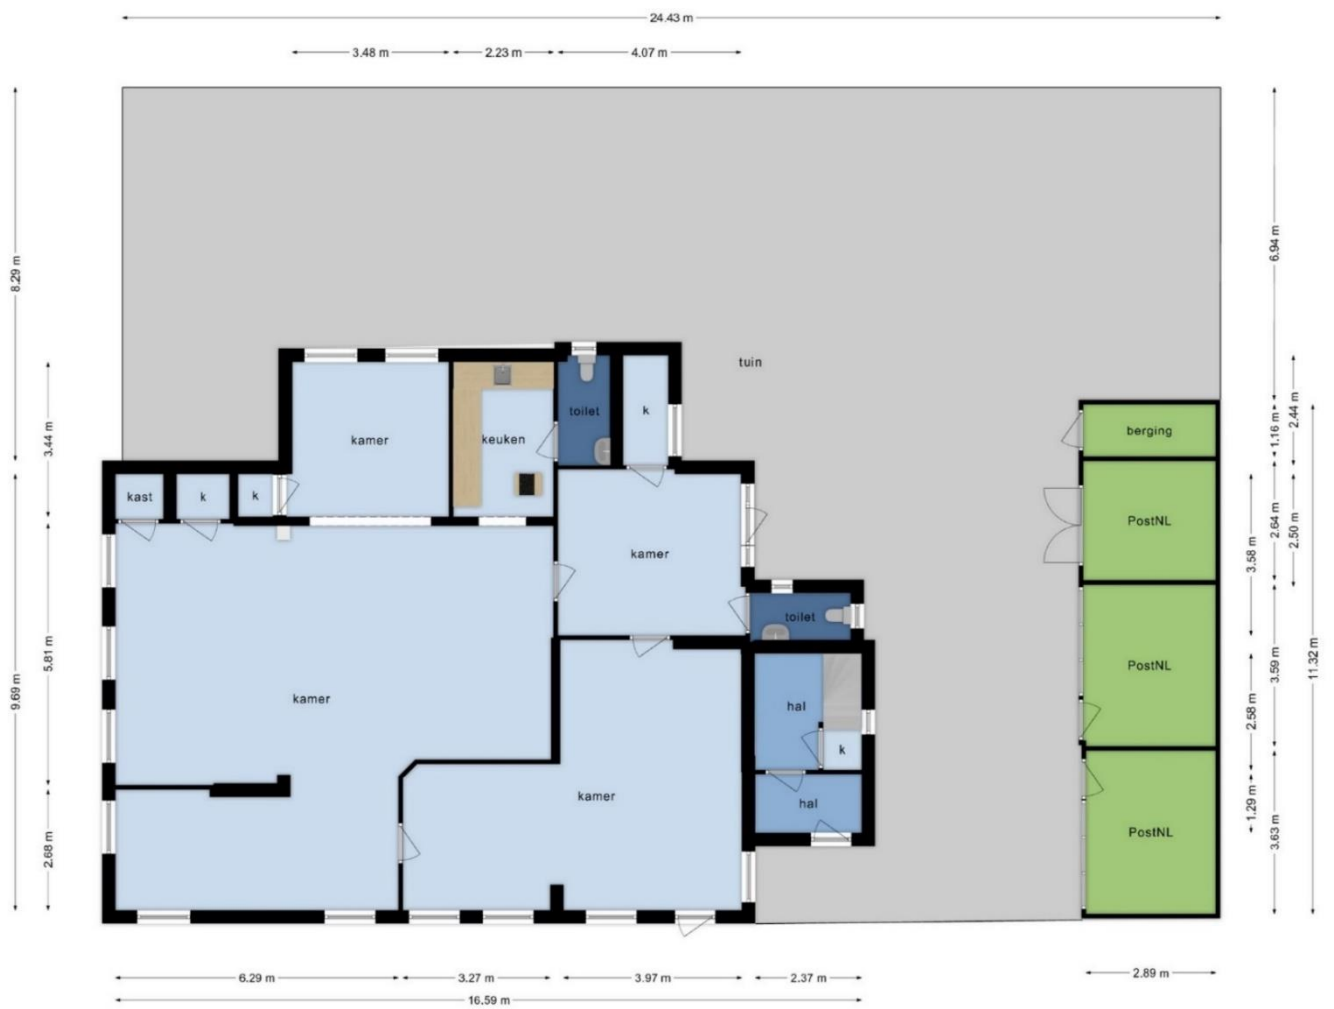 24.43 m
3.48 m
2.23 m
4.07 m
8.29 m
6.94 m
tuin
3.44 m
kamer
keuken
toilet
k
2.44 m
1.16 m
berging
kast
k
k
PostNL
2.64 m
2.50 m
3.58 m
kamer
toilet
9.69 m
5.81 m
kamer
hal
k
PostNL
2.58 m
3.59 m
11.32 m
hal
kamer
2.68 m
PostNL
1.29 m
3.63 m
6.29 m
3.27 m
3.97 m
2.37 m
2.89 m
16.59 m